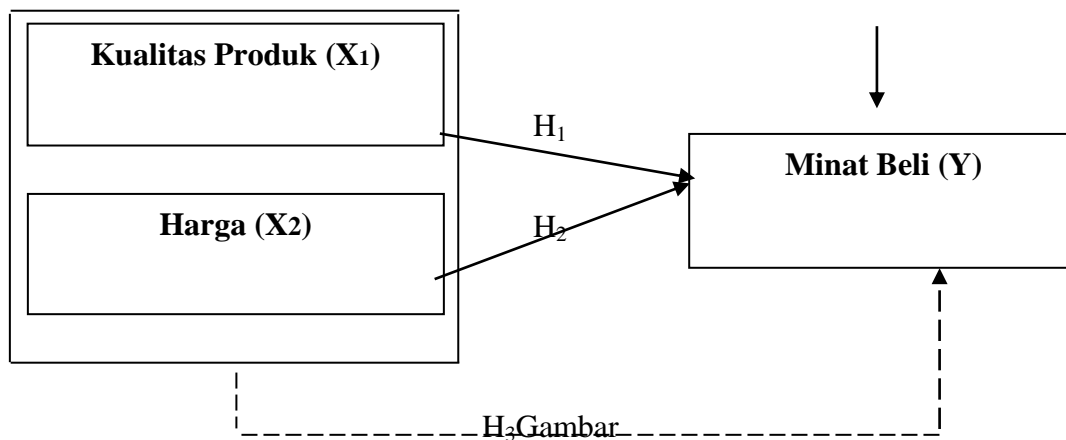 Kualitas Produk (X1)
H1
Minat Beli (Y)
Harga (X2)
H2
H3Gambar